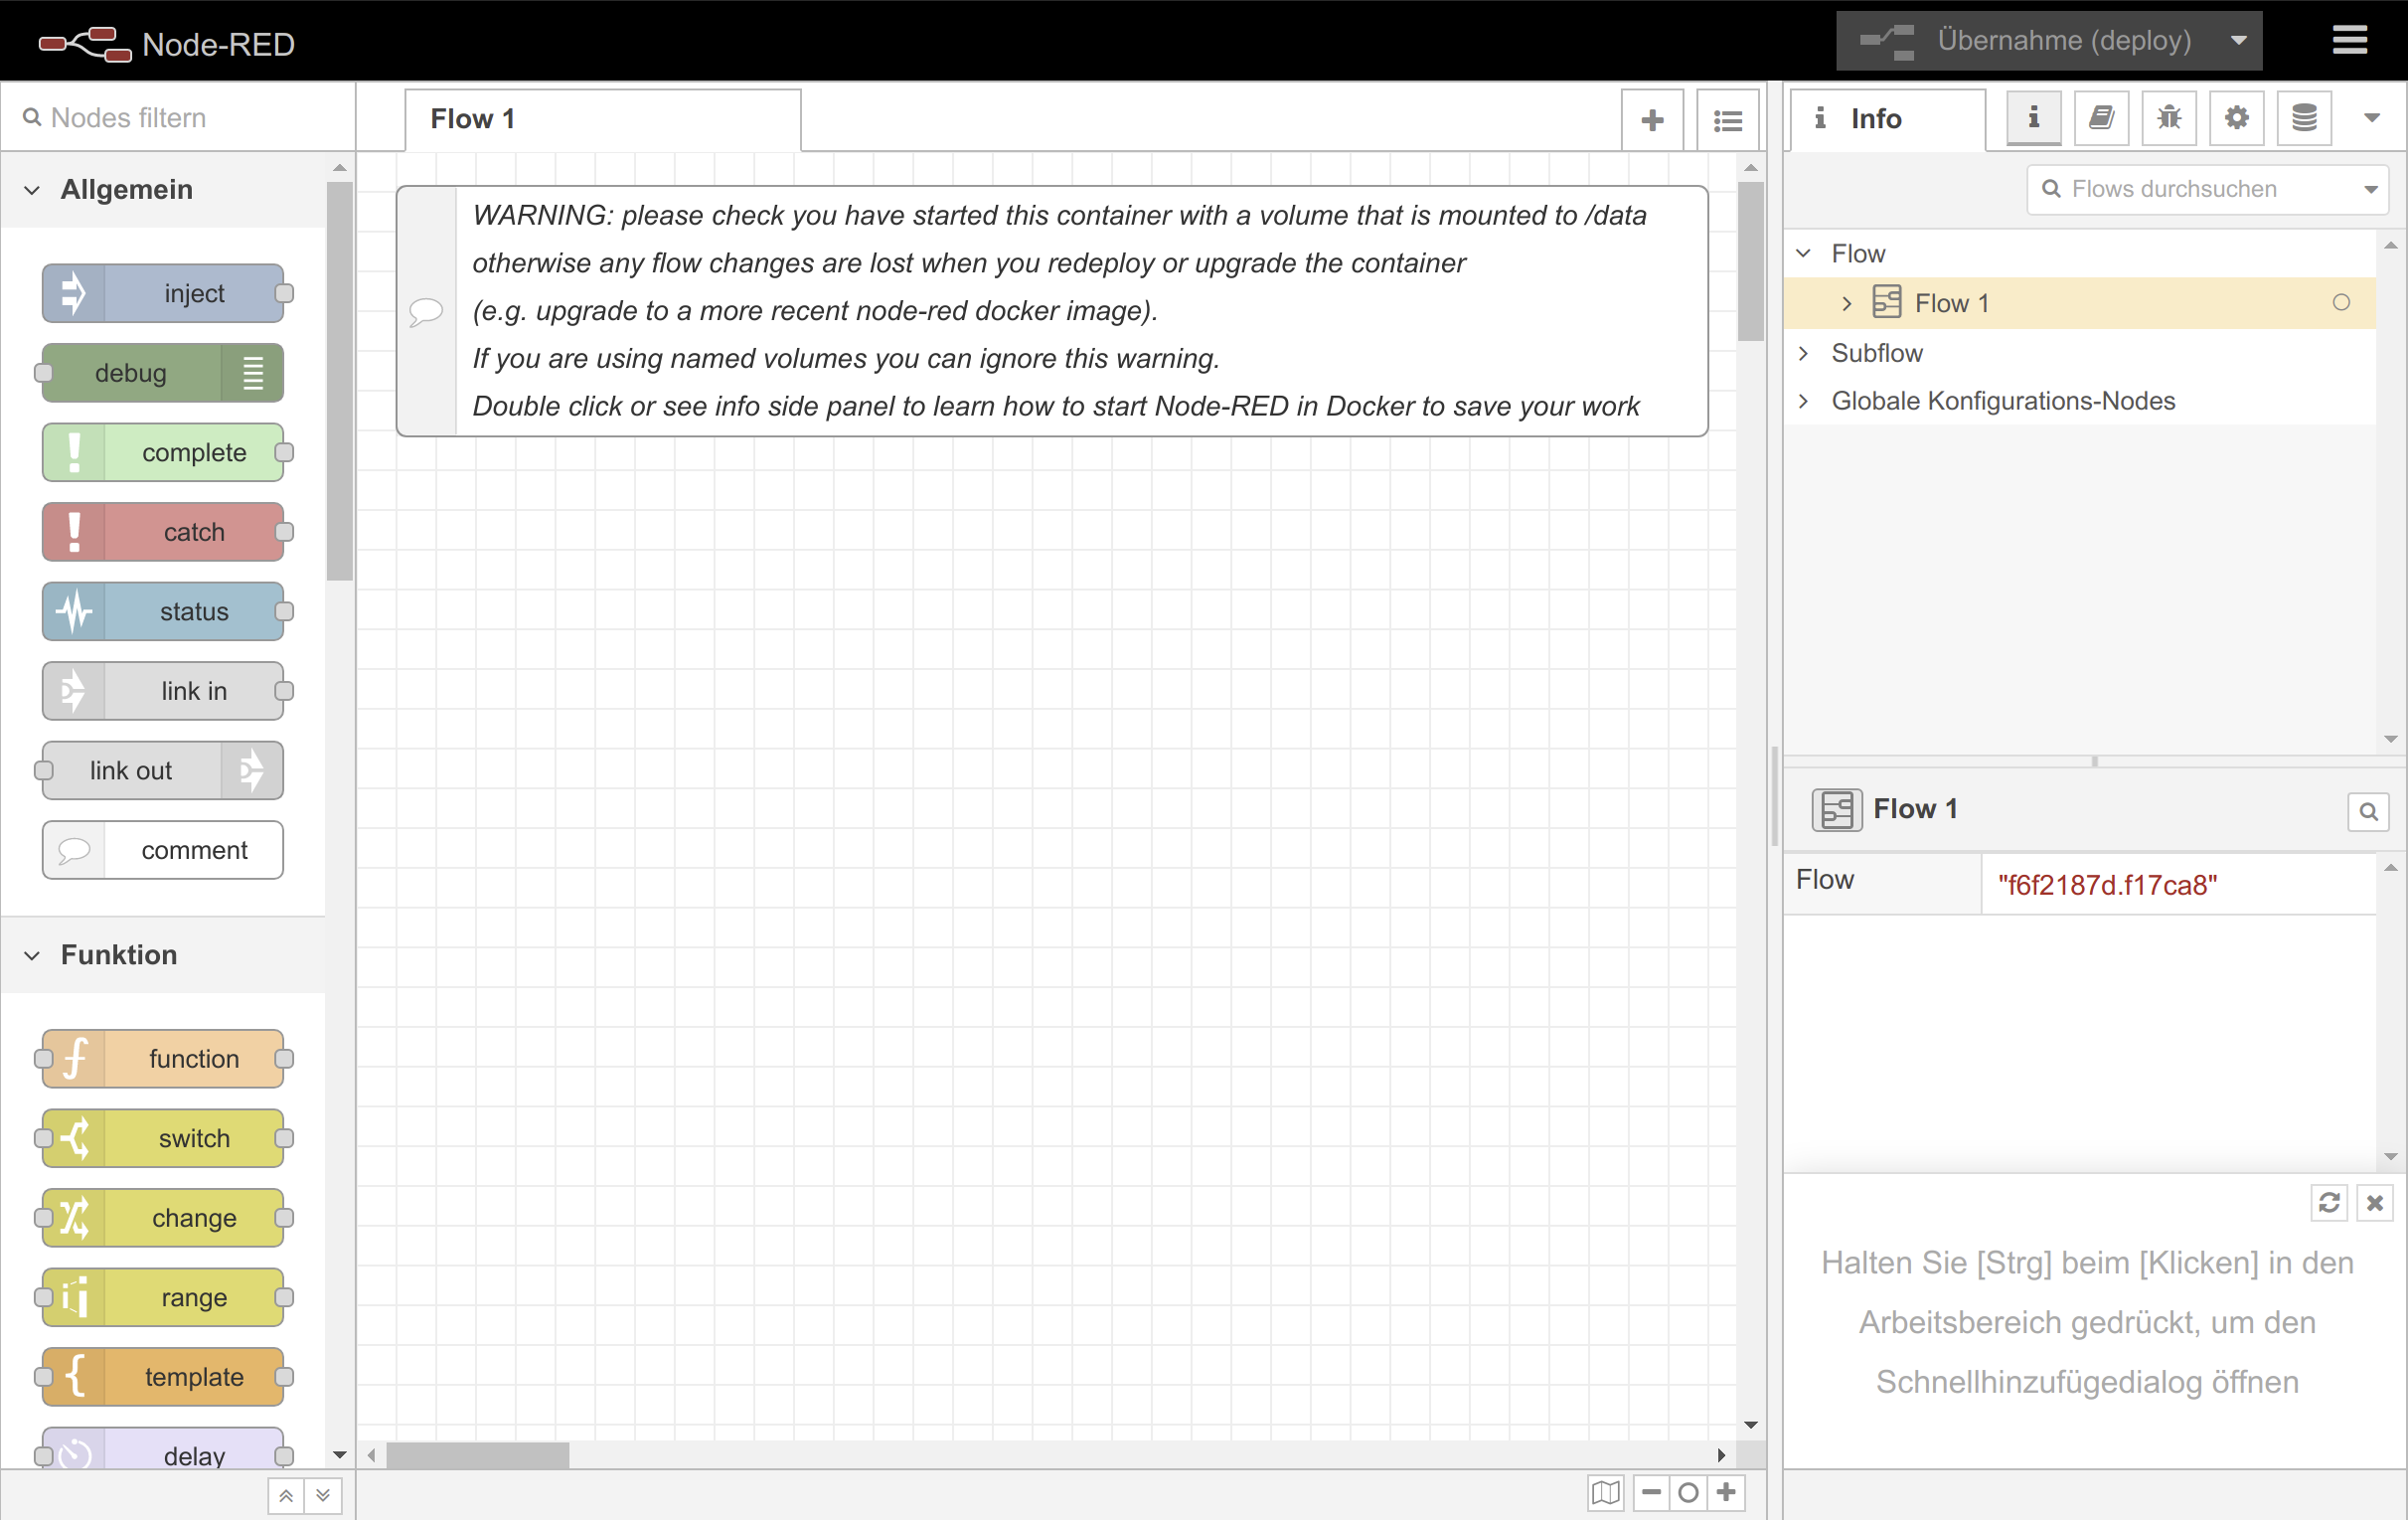 Node-RED
Übernahme (deploy)
Nodes filtern
Flow 1
Info
Flows durchsuchen
Allgemein
inject
debug
complete
catch
status
link in
link out
comment
Funktion
function
switch
change
range
template
delay
WARNING: please check you have started this container with a volume that is mounted to /data
otherwise any flow changes are lost when you redeploy or upgrade the container
(e.g. upgrade to a more recent node-red docker image).
If you are using named volumes you can ignore this warning.
Double click or see info side panel to learn how to start Node-RED in Docker to save your work
Flow
Flow 1
Subflow
Globale Konfigurations-Nodes
Flow 1
Flow "f6f2187d.f17ca8"
Halten Sie [Strg] beim [Klicken] in den
Arbeitsbereich gedrückt, um den
Schnellhinzufügedialog öffnen